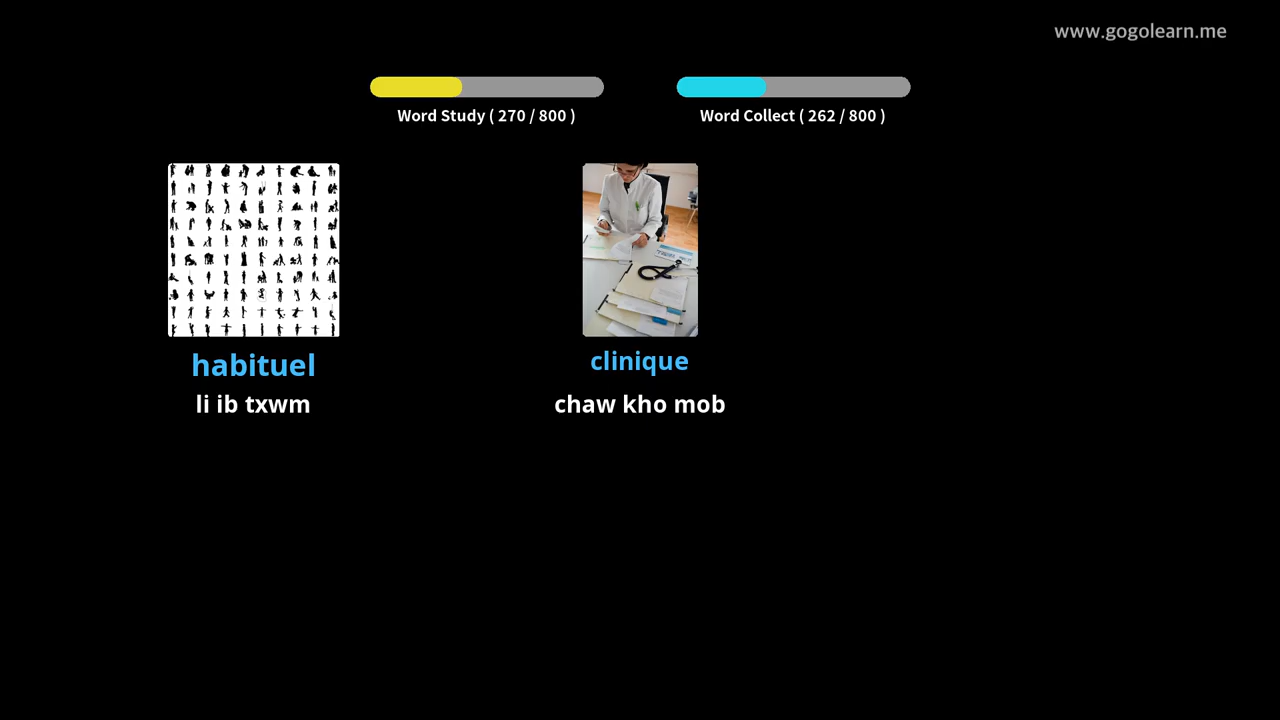 www.gogolearn.me
Word Study ( 270 / 800 )
Word Collect ( 262 / 800 )
habituel
li ib txwm
clinique
chaw kho mob